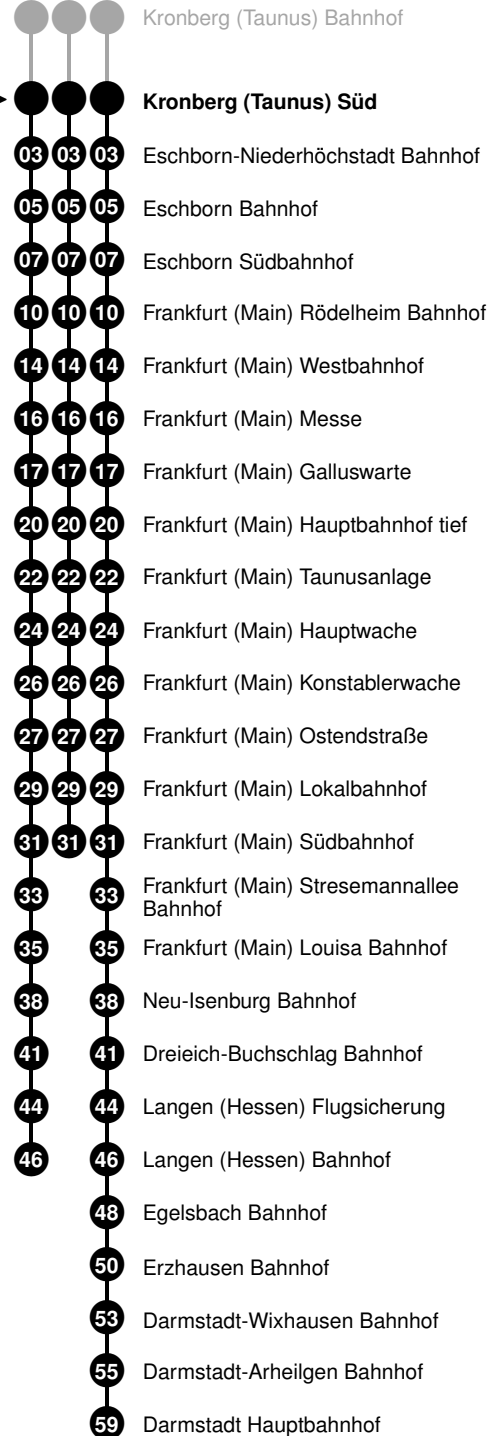 Kronberg (Taunus) Bahnhof
Kronberg (Taunus) Süd
03 03 03 Eschborn-Niederhöchstadt Bahnhof
05 05 05 Eschborn Bahnhof
07 07 07 Eschborn Südbahnhof
10 10 10 Frankfurt (Main) Rödelheim Bahnhof
14 14 14 Frankfurt (Main) Westbahnhof
16 16 16 Frankfurt (Main) Messe
17 17 17 Frankfurt (Main) Galluswarte
20 20 20 Frankfurt (Main) Hauptbahnhof tief
22 22 22 Frankfurt (Main) Taunusanlage
24 24 24 Frankfurt (Main) Hauptwache
26 26 26 Frankfurt (Main) Konstablerwache
27 27 27 Frankfurt (Main) Ostendstraße
29 29 29 Frankfurt (Main) Lokalbahnhof
31 31 31 Frankfurt (Main) Südbahnhof
33 33 Frankfurt (Main) Stresemannallee
Bahnhof
35 35 Frankfurt (Main) Louisa Bahnhof
38 38 Neu-Isenburg Bahnhof
41 41 Dreieich-Buchschlag Bahnhof
44 44 Langen (Hessen) Flugsicherung
46 46 Langen (Hessen) Bahnhof
48 Egelsbach Bahnhof
50 Erzhausen Bahnhof
53 Darmstadt-Wixhausen Bahnhof
55 Darmstadt-Arheilgen Bahnhof
59 Darmstadt Hauptbahnhof